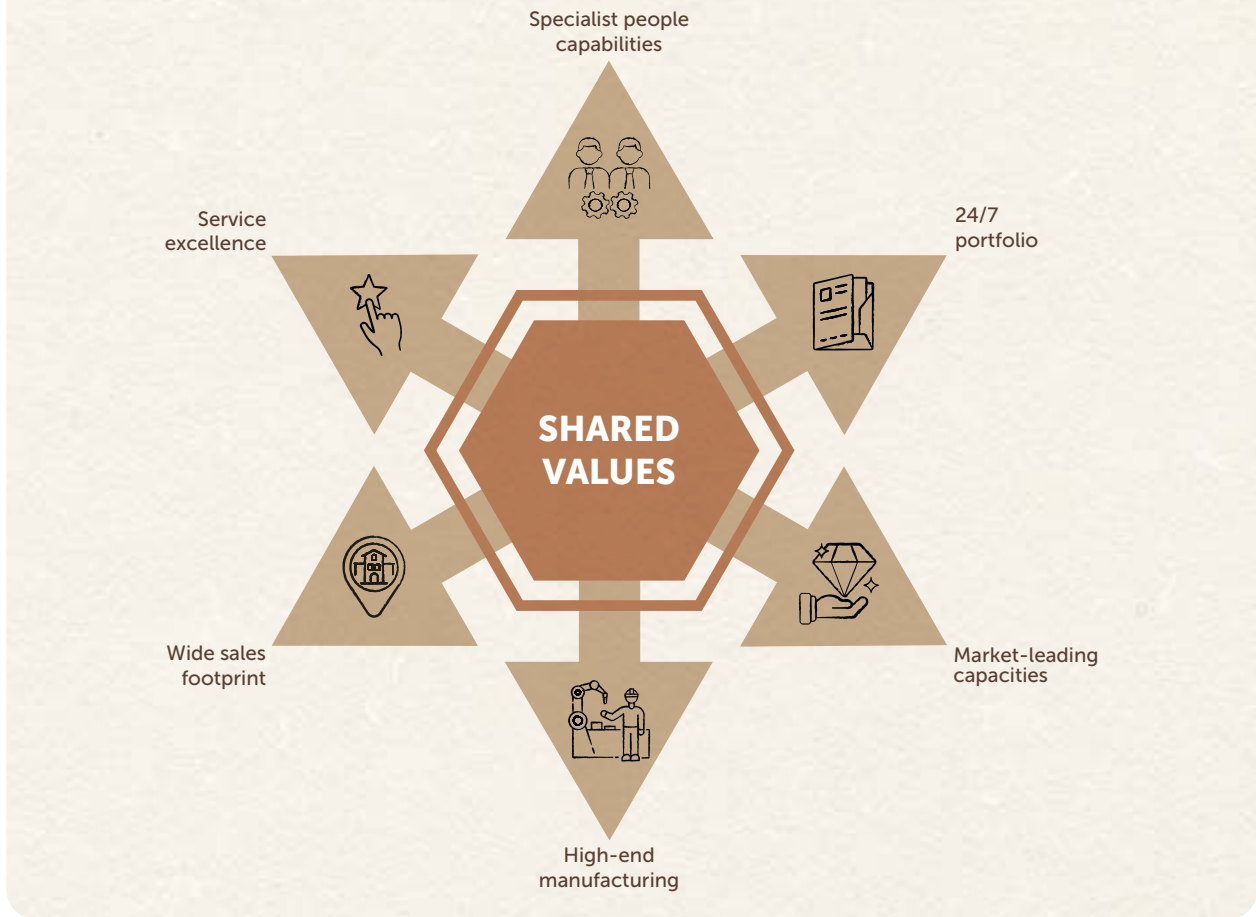 Specialist people
capabilities
Service
excellence
24/7
portfolio
SHARED
VALUES
Wide sales
footprint
Market-leading
capacities
High-end
manufacturing